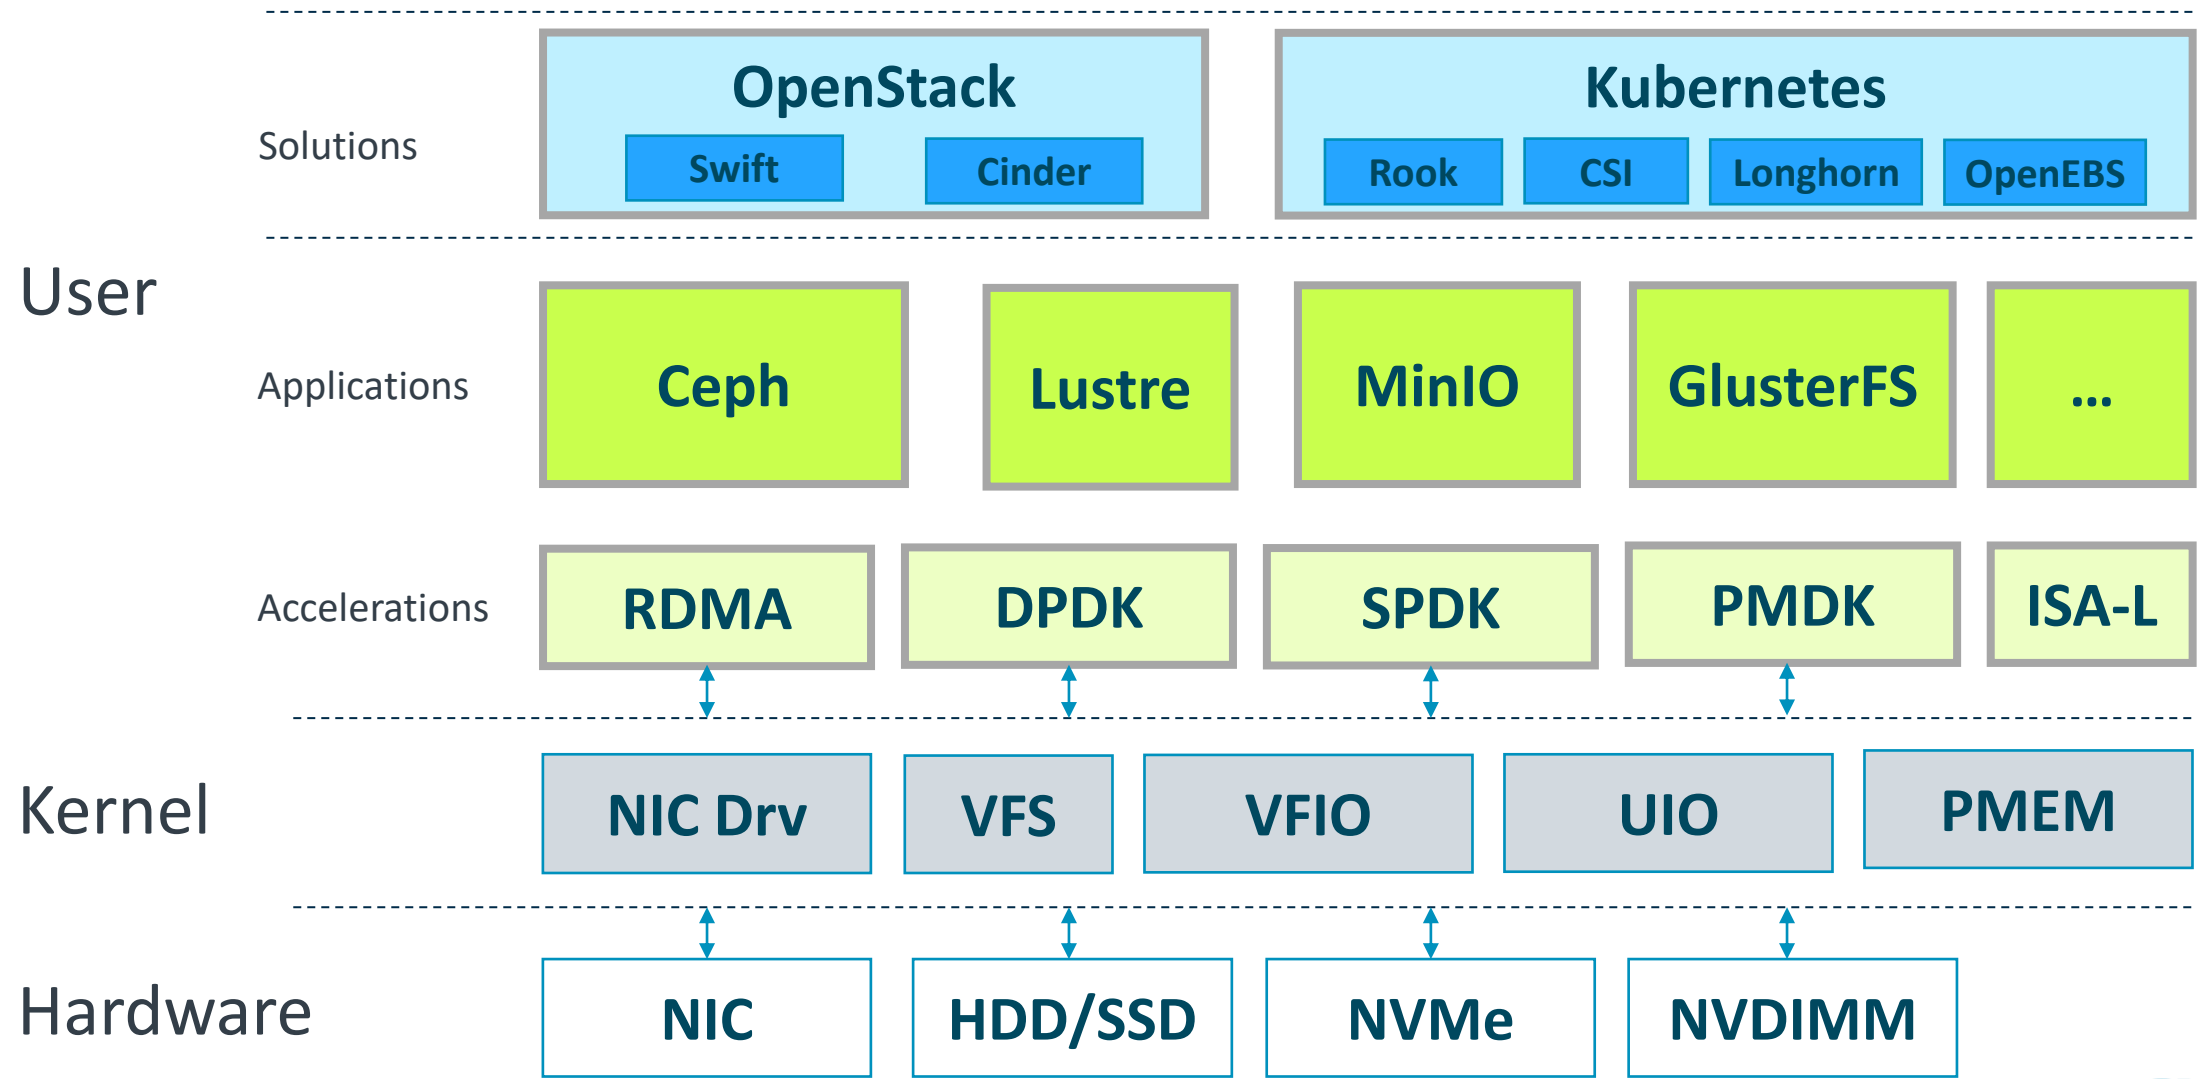 OpenStack
Kubernetes
Solutions
Swift
Cinder
Rook
CSI
Longhorn
OpenEBS
User
Applications
Ceph
Lustre
MinIO
GlusterFS
...
Accelerations
RDMA
DPDK
SPDK
PMDK
ISA-L
Kernel
NIC Drv
VFS
VFIO
UIO
PMEM
Hardware
NIC
HDD/SSD
NVMe
NVDIMM